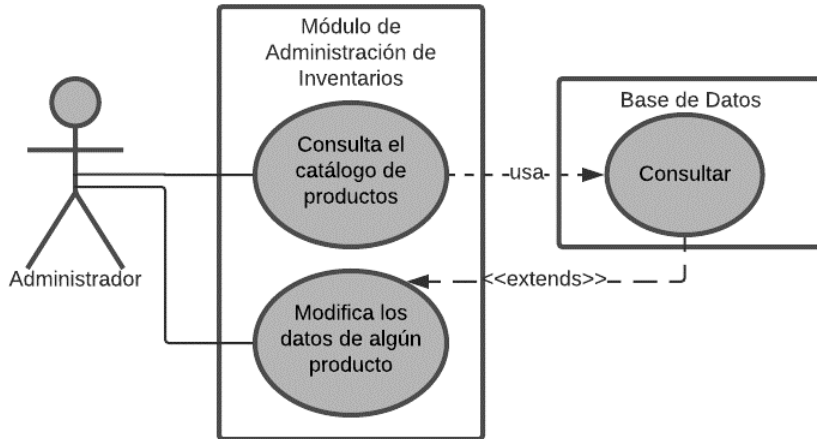 Módulo de
Administración de
Inventarios
Base de Datos
Consulta el
catálogo de
productos
usa
Consultar
Administrador
<<extends>>
Modifica los
datos de algún
producto